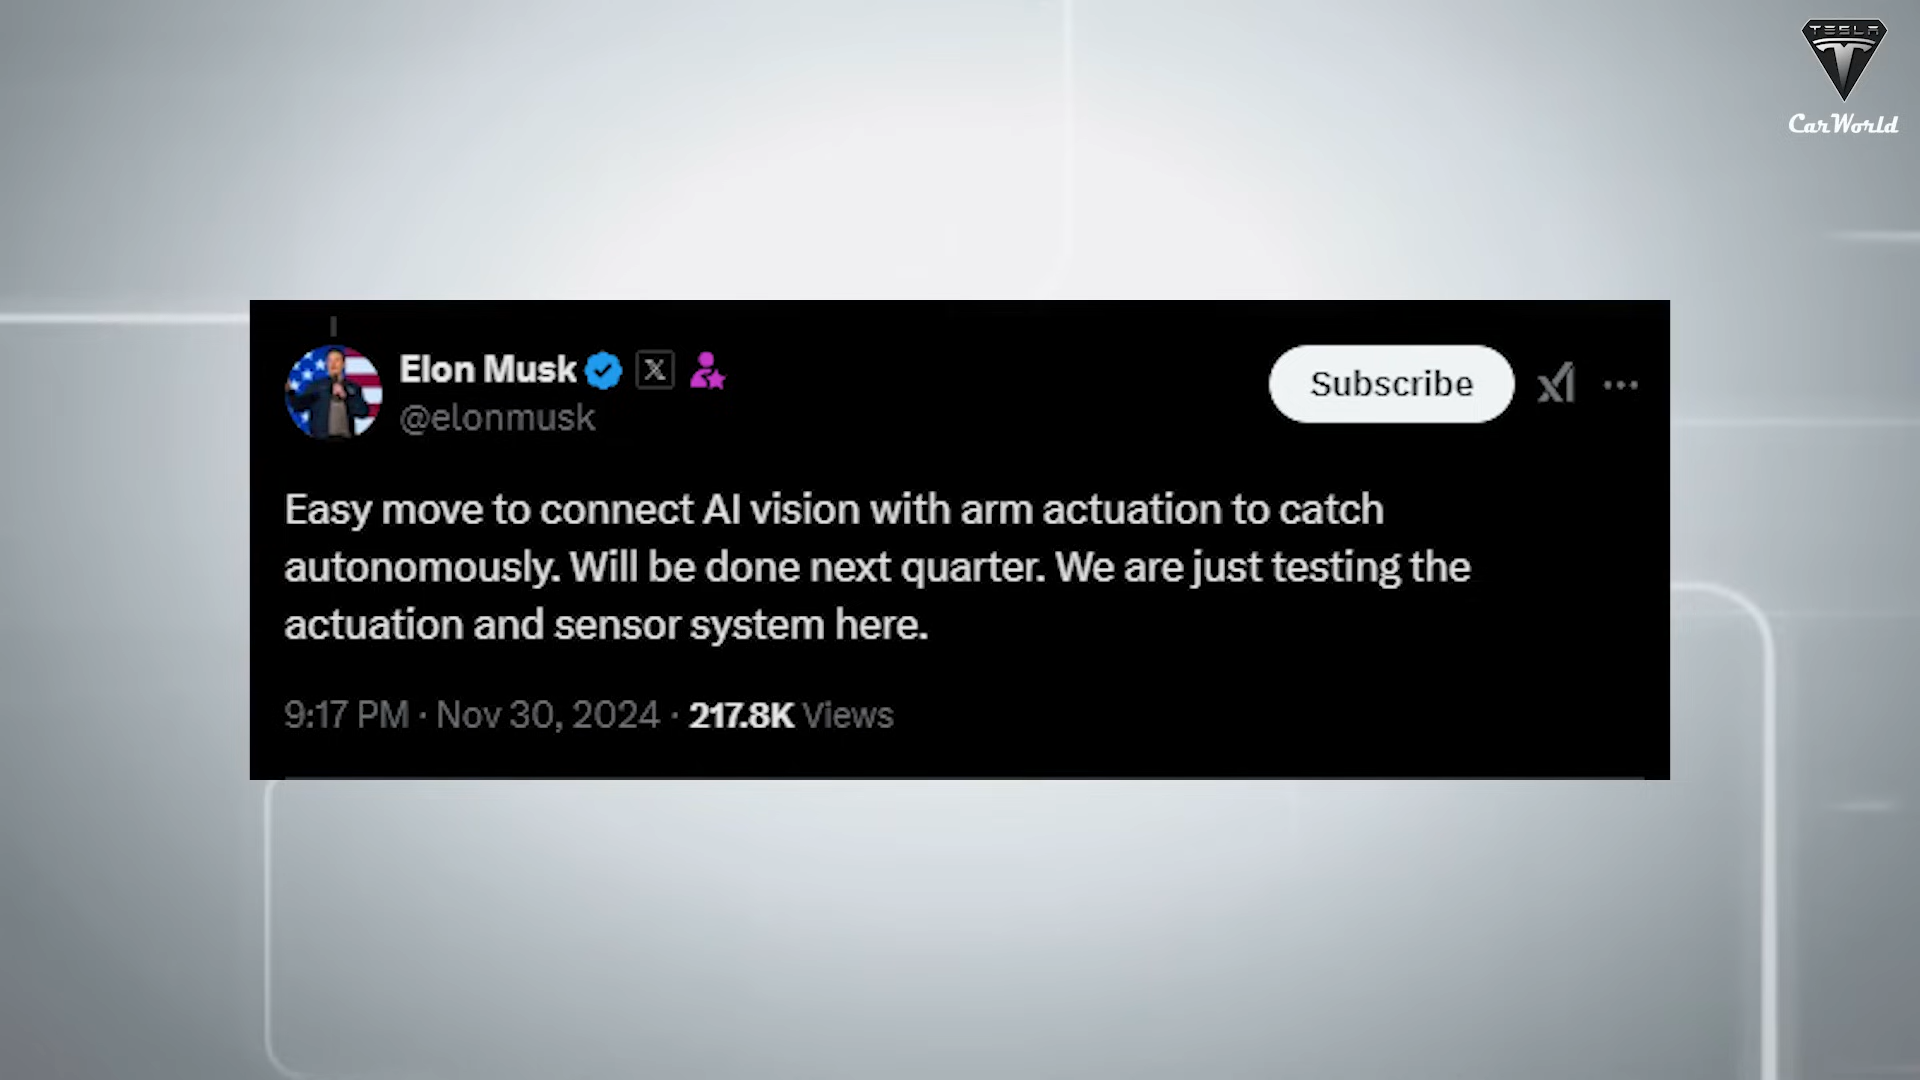 TESLA
CarWorld
Elon Musk
@elonmusk
Subscribe
Easy move to connect AI vision with arm actuation to catch
autonomously. Will be done next quarter. We are just testing the
actuation and sensor system here.
9:17 PM · Nov 30, 2024 · 217.8K Views